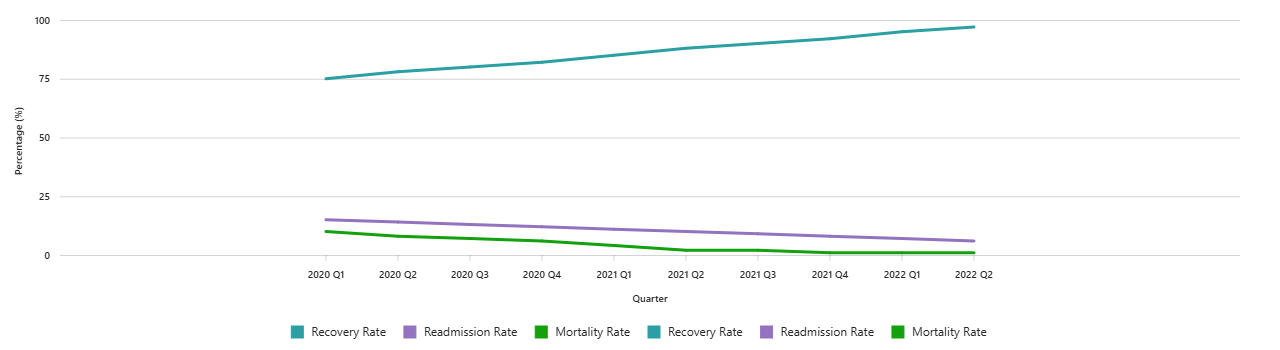 100
75
50
25
0
Percentage (%)
2020 Q1 2020 Q2 2020 Q3 2020 Q4 2021 Q1 2021 Q2 2021 Q3 2021 Q4 2022 Q1 2022 Q2
Quarter
Recovery Rate Readmission Rate Mortality Rate Recovery Rate Readmission Rate Mortality Rate